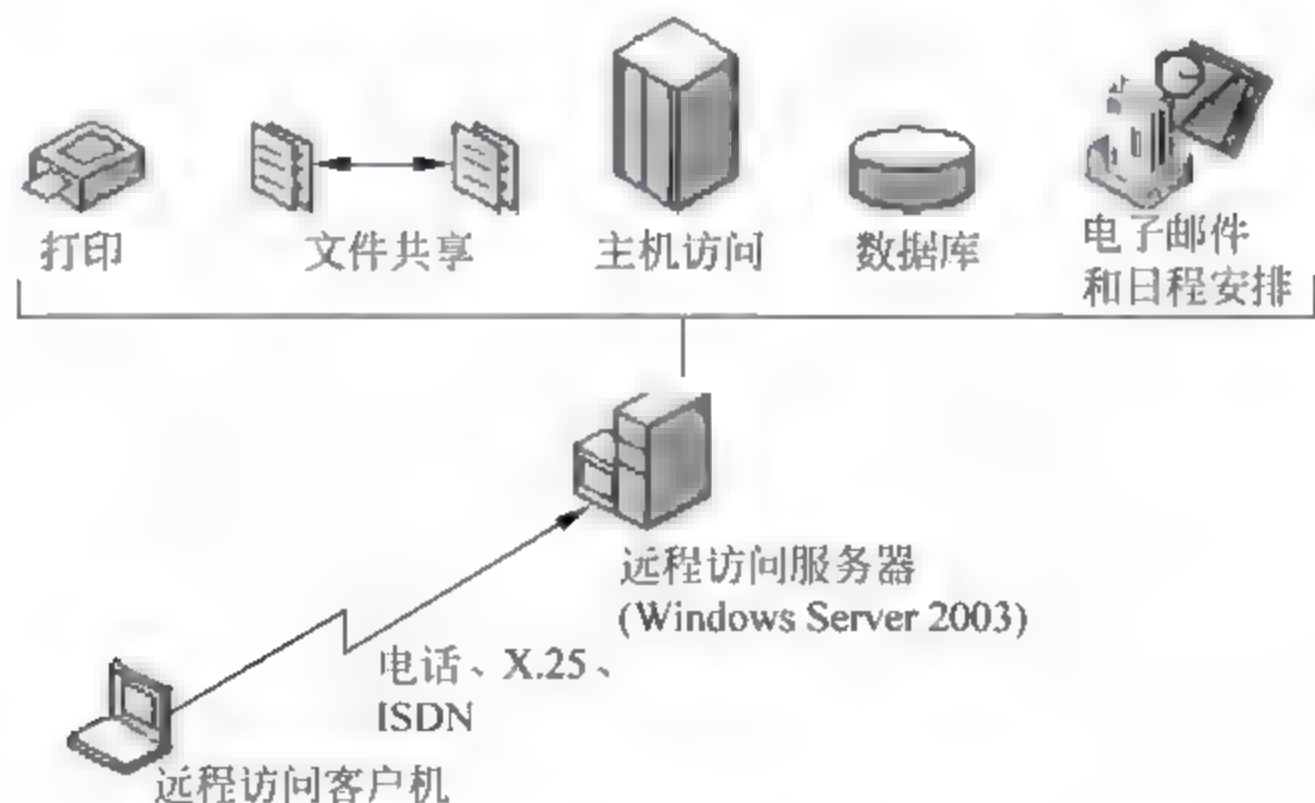 打印
文件共享
主机访问
数据库
电子邮件
和日程安排
远程访问服务器
(Windows Server 2003)
电话、X.25、
ISDN
远程访问客户机